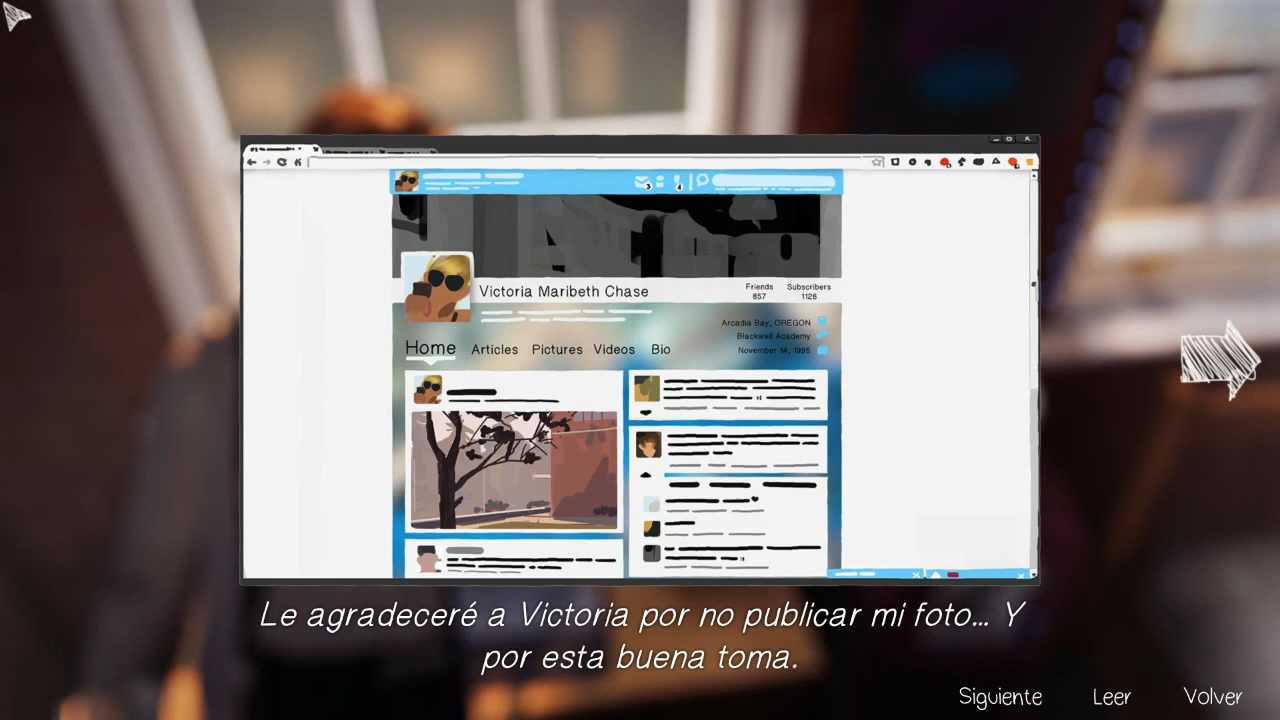 Victoria Maribeth Chase
Friends
657
Subscribers
1126
Arcadia Bay, OREGON
Blackwell Academy
November 14, 1995
Home Articles Pictures Videos Bio
Le agradeceré a Victoria por no publicar mi foto... Y
por esta buena toma.
Siguiente Leer Volver